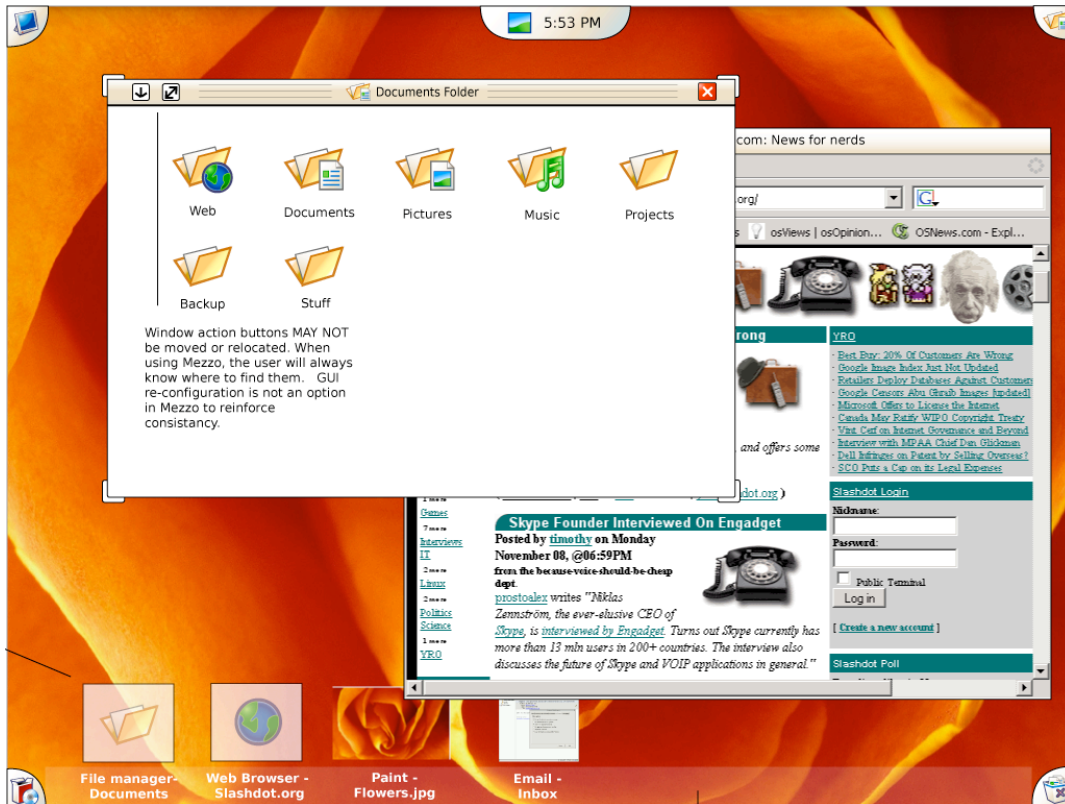 5:53 PM
Documents Folder
Web
Documents
Pictures
Music
Projects
Backup
Stuff
Window action buttons MAY NOT
be moved or relocated. When
using Mezzo, the user will always
know where to find them. GUI
re-configuration is not an option
in Mezzo to reinforce
consistancy.
com: News for nerds
org/
G
s osViews | osOpinion... OSNews.com - Expl...
rong
YRO
· Best Buy: 20% Of Customers Are Wrong
· Google Image Index Just Not Updated
· Retailers Deploy Databases Against Customers
· Google Censors Abu Ghraib Images [updated]
· Microsoft Offers to License the Internet
· Canada May Ratify WIPO Copyright Treaty
· Vint Cerf on Internet Governance and Beyond
· Interview with MPAA Chief Dan Glickman
· Dell Infringes on Patent by Selling Overseas?
· SCO Puts a Cap on its Legal Expenses
and offers some
dot.org )
Slashdot Login
Nickname:
Password:
Public Terminal
Log in
[ Create a new account ]
Slashdot Poll
1 more
Games
7 more
Interviews
IT
2 more
Linux
2 more
Politics
Science
1 more
YRO
Skype Founder Interviewed On Engadget
Posted by timothy on Monday
November 08, @06:59PM
from the because-voice-should-be-cheap
dept.
prostoalex writes "Niklas
Zennström, the ever-elusive CEO of
Skype, is interviewed by Engadget. Turns out Skype currently has
more than 13 mln users in 200+ countries. The interview also
discusses the future of Skype and VOIP applications in general."
File manager-
Documents
Web Browser -
Slashdot.org
Paint -
Flowers.jpg
Email -
Inbox